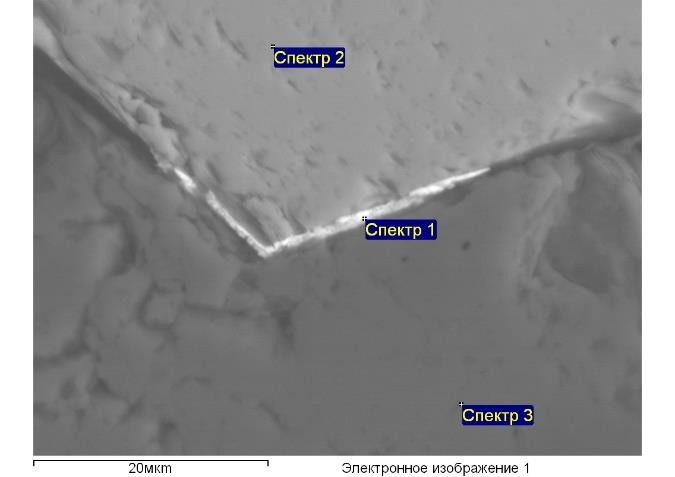 Спектр 2
Спектр 1
Спектр 3
20мкm
Электронное изображение 1